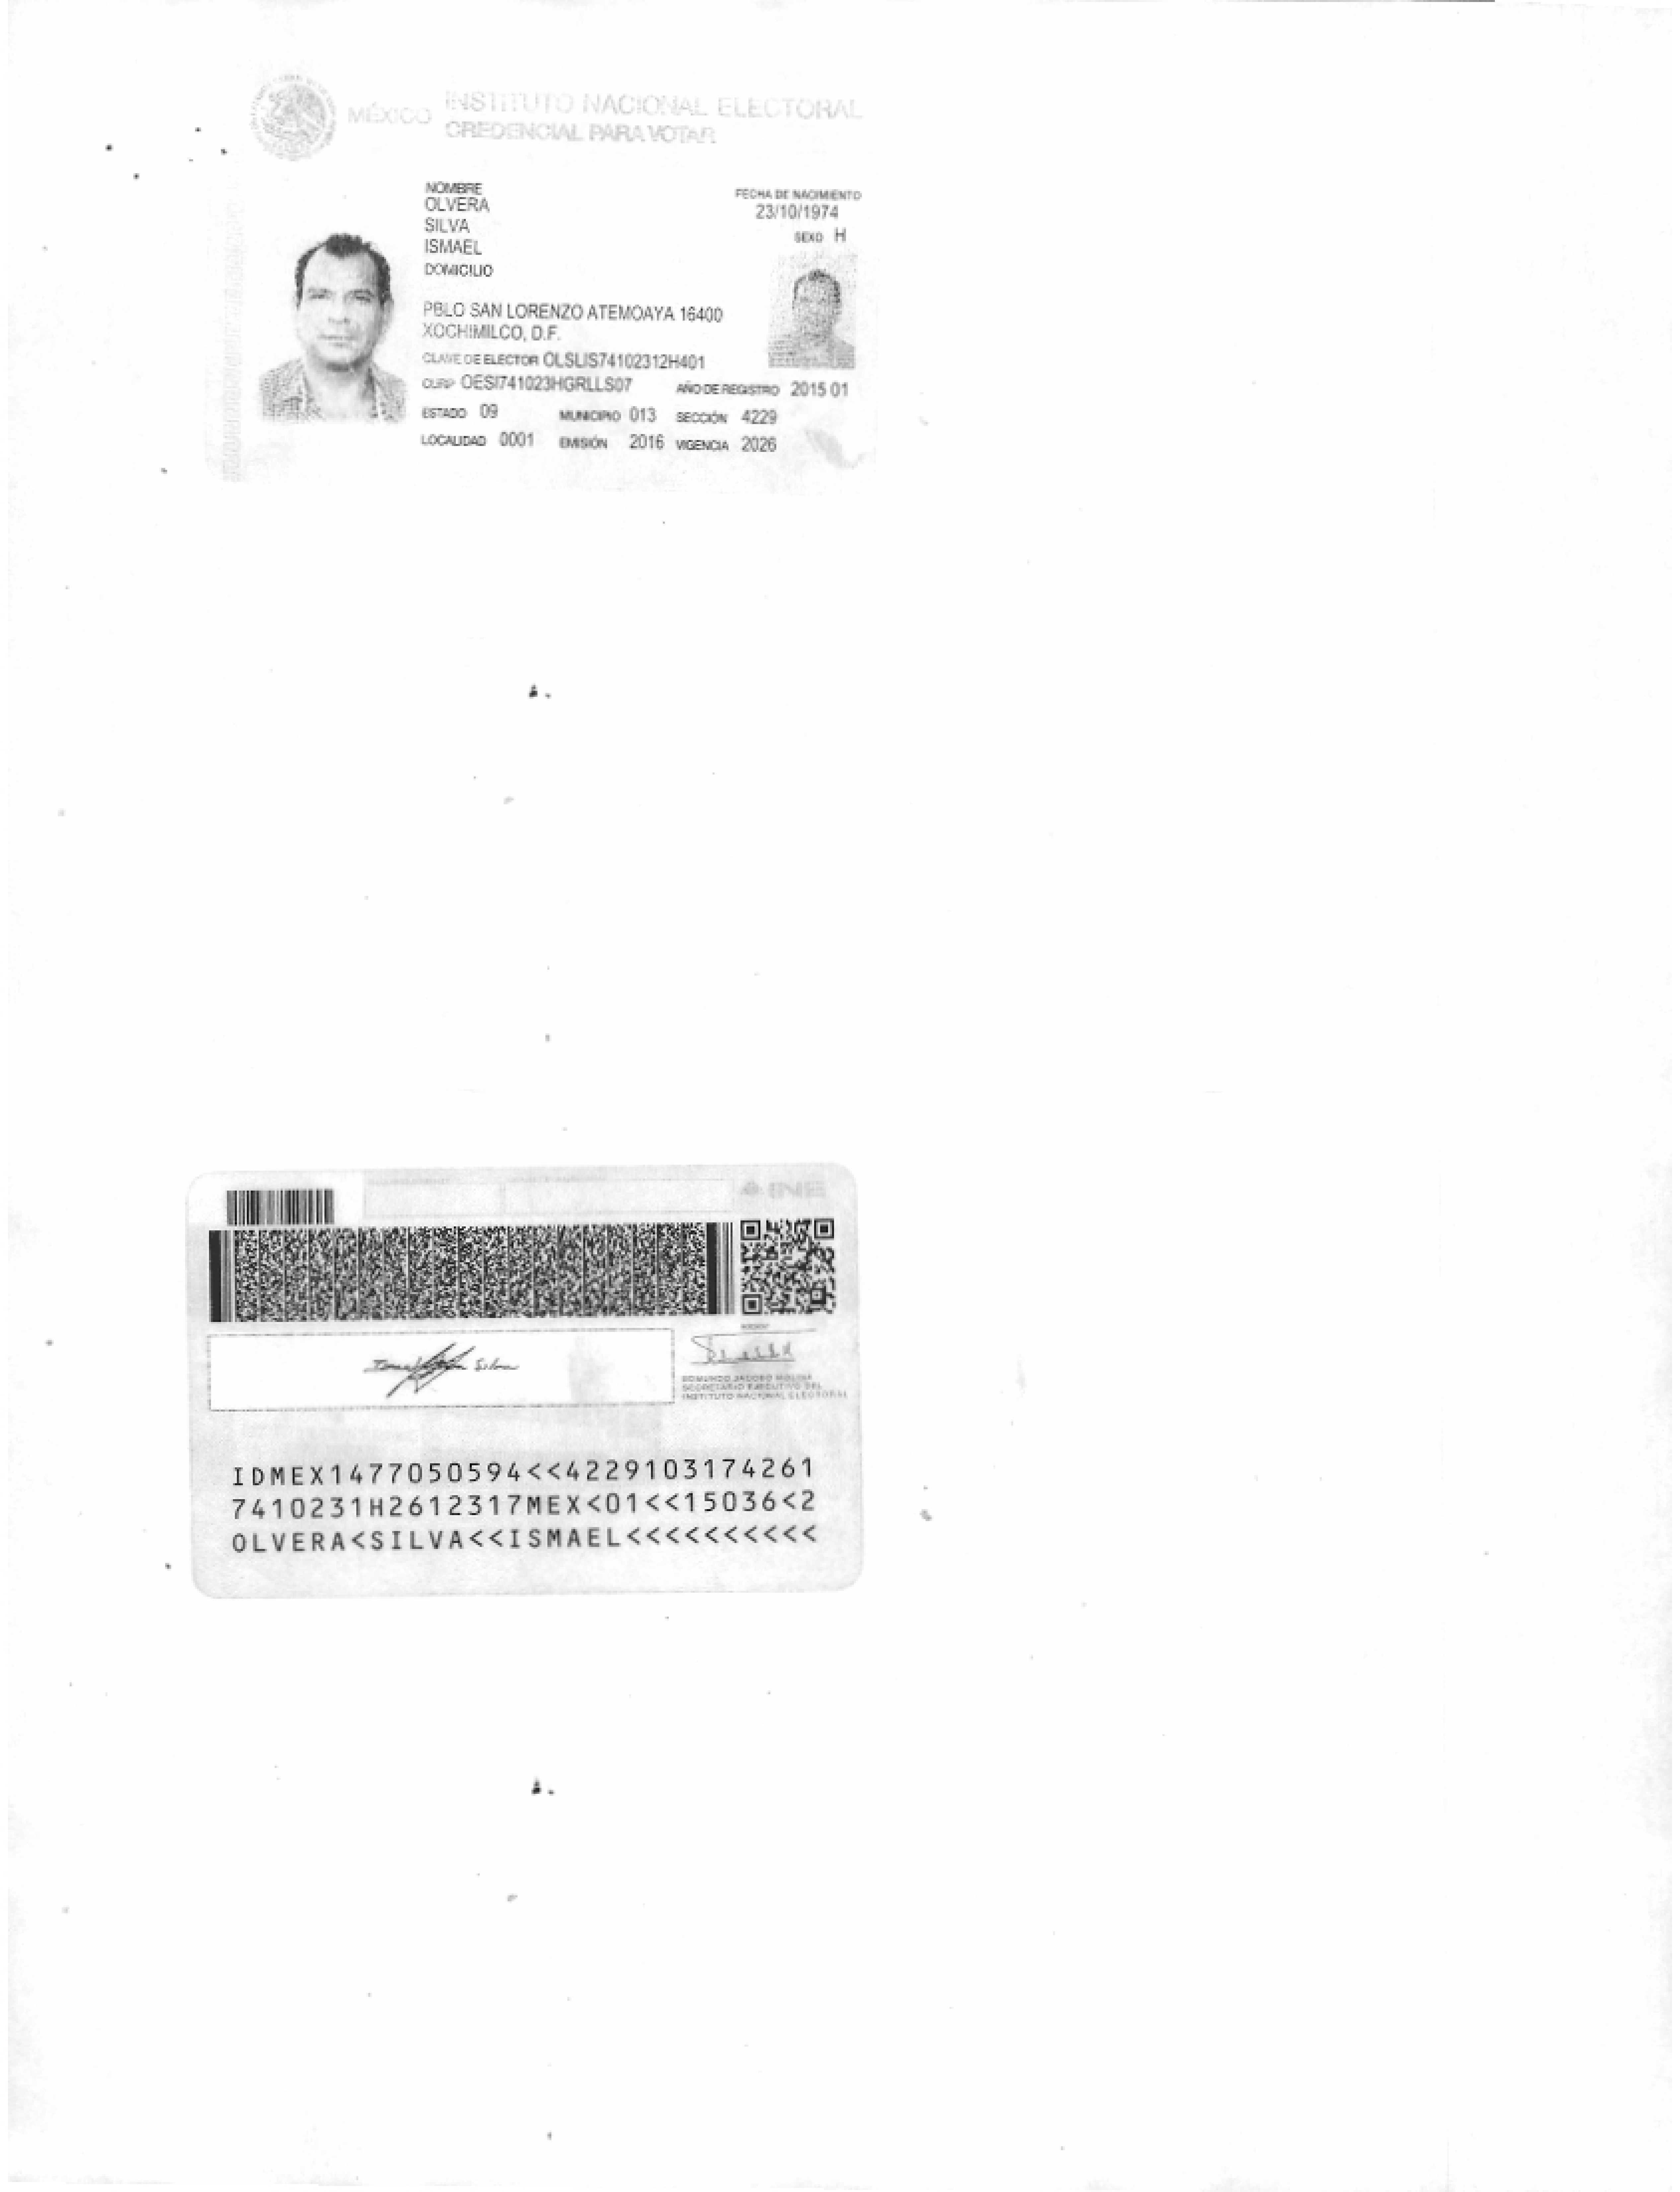 MÉXICO INSTITUTO NACIONAL ELECTORAL
CREDENCIAL PARA VOTAR
NOMBRE
OLVERA
SILVA
ISMAEL
FECHA DE NACIMIENTO
23/10/1974
SEXO H
DOMICILIO
PBLO SAN LORENZO ATEMOAYA 16400
XOCHIMILCO, D.F.
CLAVE DE ELECTOR OLSLIS74102312H401
CURP OESI741023HGRLLS07 AÑO DE REGISTRO 2015 01
ESTADO 09 MUNICIPIO 013 SECCIÓN 4229
LOCALIDAD 0001 EMISIÓN 2016 VIGENCIA 2026
INE
Silva
EDMUNDO JACOBO MOLINA
SECRETARIO EJECUTIVO DEL
INSTITUTO NACIONAL ELECTORAL
IDMEX1477050594<<4229103174261
7410231H2612317MEX<01<<15036<2
OLVERA<SILVA<<ISMAEL<<<<<<<<<<